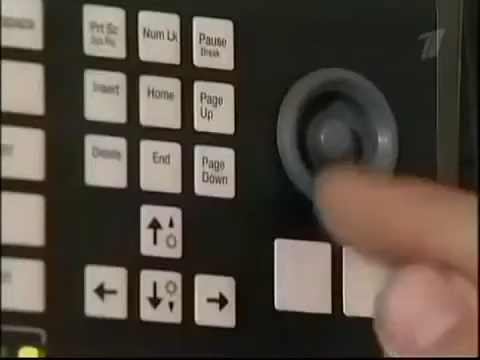 Prt Sc
Num Lk
Pause
Break
Insert
Home
Page
Up
Delete
End
Page
Down